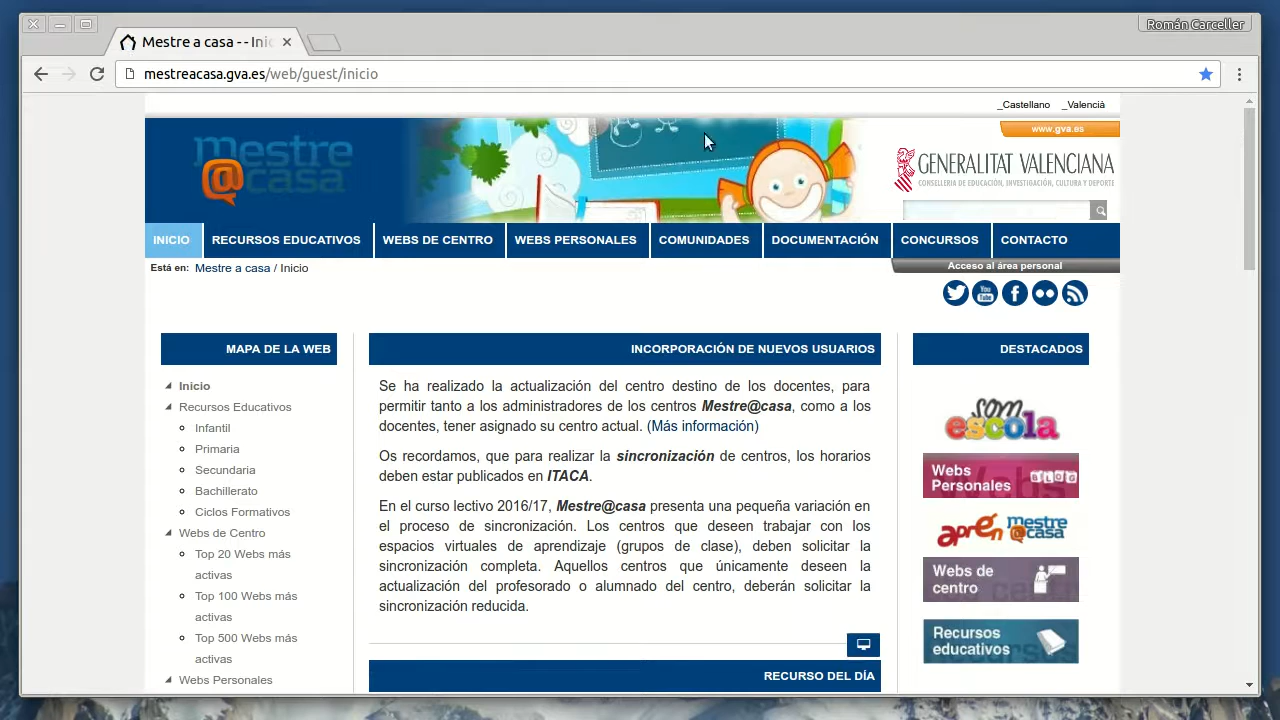 Román Carceller
Mestre a casa -- Inic
mestreacasa.gva.es/web/guest/inicio
_Castellano _Valencià
www.gva.es
mestre
@casa
GENERALITAT VALENCIANA
CONSELLERIA DE EDUCACIÓN, INVESTIGACIÓN, CULTURA Y DEPORTE
INICIO RECURSOS EDUCATIVOS WEBS DE CENTRO WEBS PERSONALES COMUNIDADES DOCUMENTACIÓN CONCURSOS CONTACTO
Está en: Mestre a casa / Inicio
Acceso al área personal
You
Tube
MAPA DE LA WEB
Inicio
Recursos Educativos
Infantil
Primaria
Secundaria
Bachillerato
Ciclos Formativos
Webs de Centro
Top 20 Webs más
activas
Top 100 Webs más
activas
Top 500 Webs más
activas
Webs Personales
INCORPORACIÓN DE NUEVOS USUARIOS
Se ha realizado la actualización del centro destino de los docentes, para
permitir tanto a los administradores de los centros Mestre@casa, como a los
docentes, tener asignado su centro actual. (Más información)
Os recordamos, que para realizar la sincronización de centros, los horarios
deben estar publicados en ITACA.
En el curso lectivo 2016/17, Mestre@casa presenta una pequeña variación en
el proceso de sincronización. Los centros que deseen trabajar con los
espacios virtuales de aprendizaje (grupos de clase), deben solicitar la
sincronización completa. Aquellos centros que únicamente deseen la
actualización del profesorado o alumnado del centro, deberán solicitar la
sincronización reducida.
RECURSO DEL DÍA
DESTACADOS
som
escola
Webs
Personales
BLOG
aprén mestre
@casa
Webs de
centro
Recursos
educativos